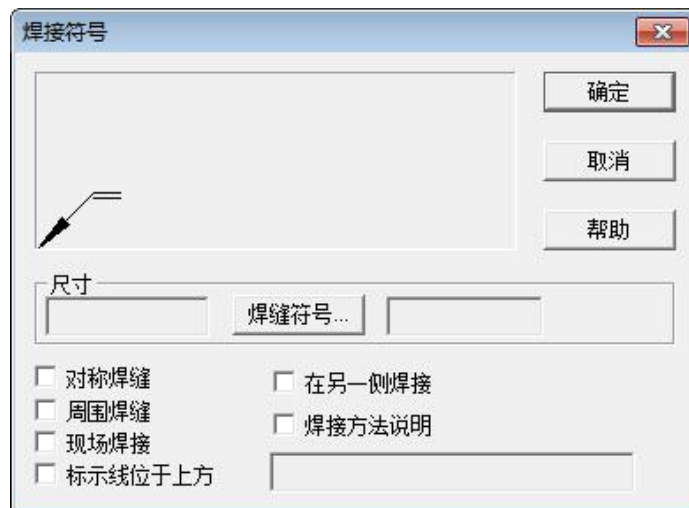 焊接符号
确定
取消
帮助
尺寸
焊缝符号...
对称焊缝
周围焊缝
现场焊接
标示线位于上方
在另一侧焊接
焊接方法说明